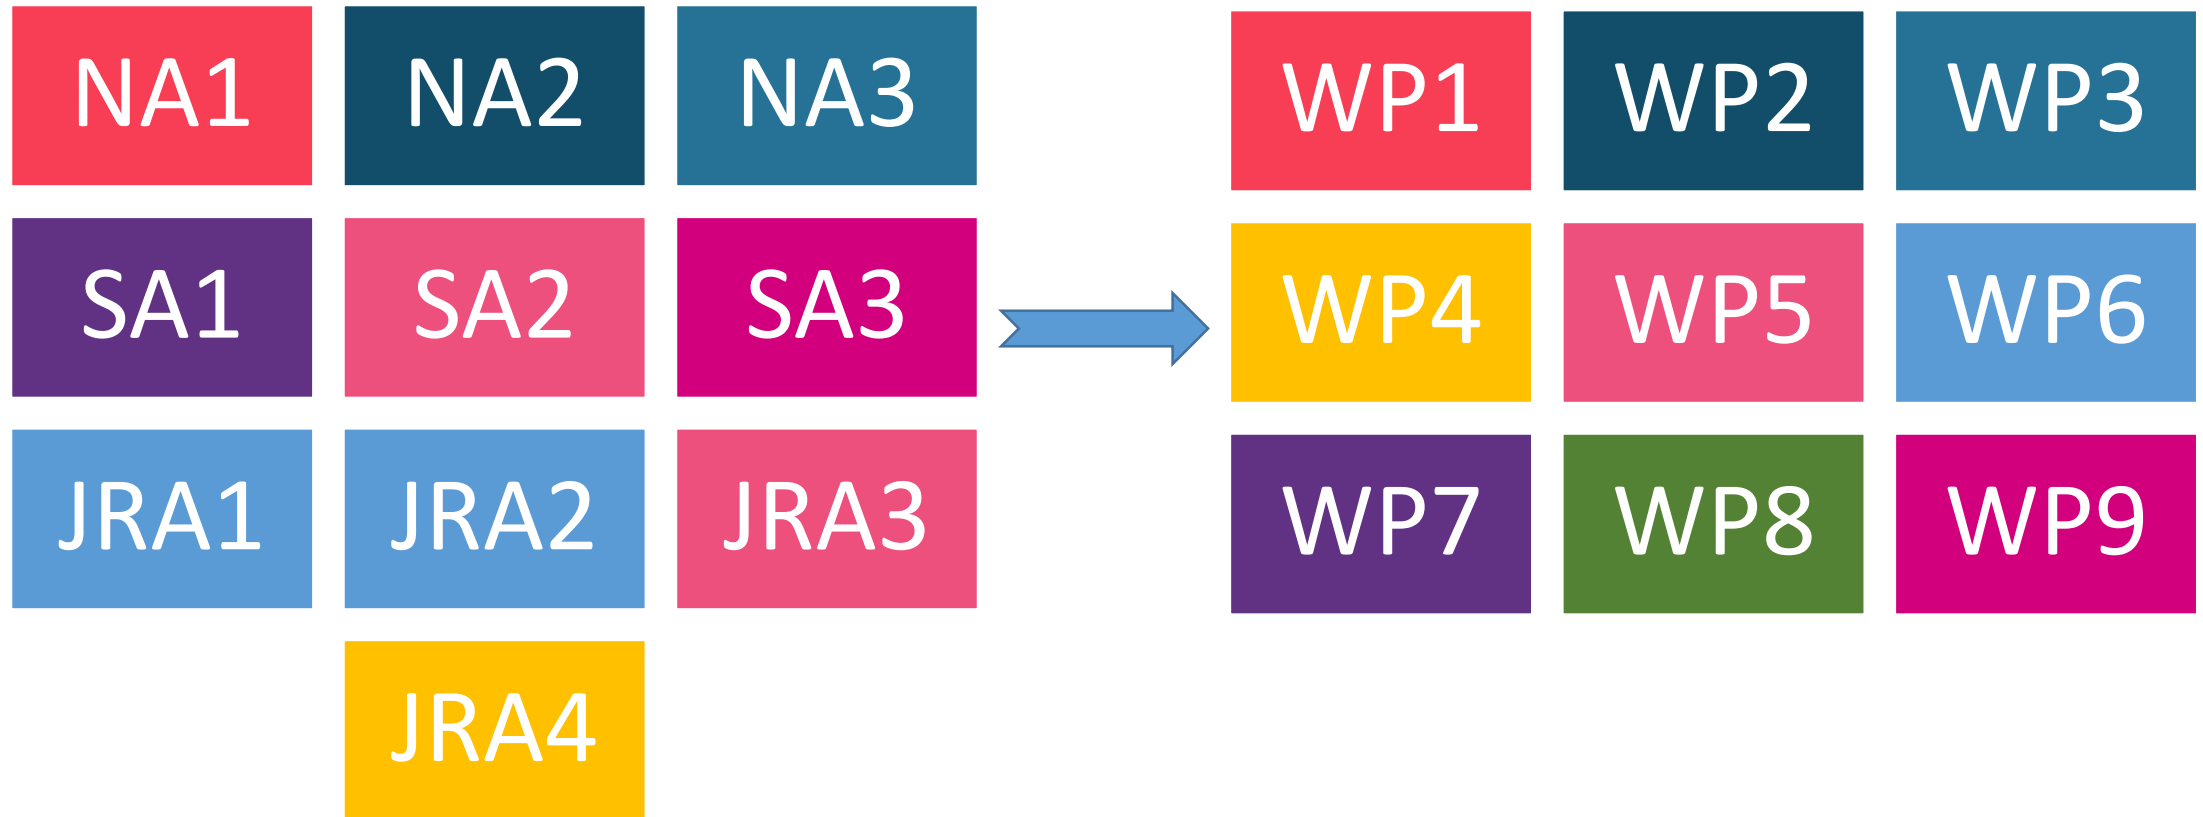 NA1 NA2 NA3
SA1 SA2 SA3
JRA1 JRA2 JRA3
JRA4
WP1 WP2 WP3
WP4 WP5 WP6
WP7 WP8 WP9